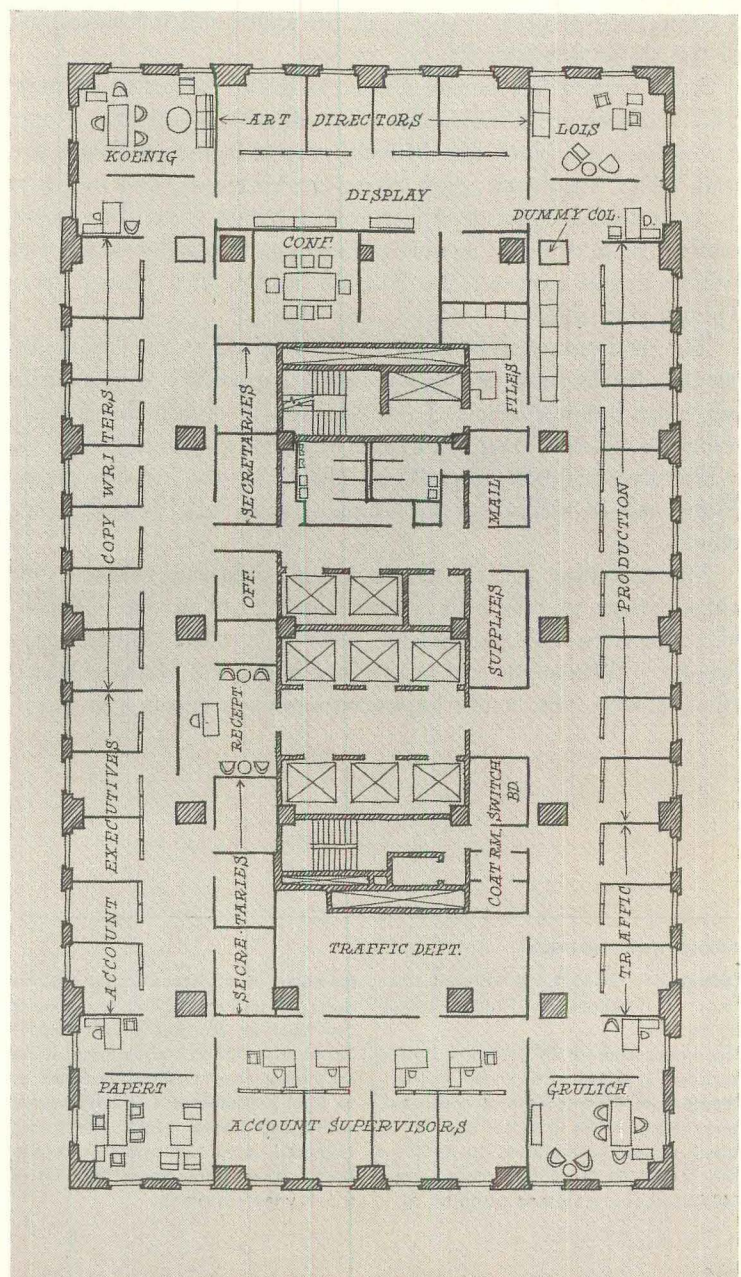 ART DIRECTORS
KOENIG
LOIS
DISPLAY
DUMMY COL.
CONF.
SECRETARIES
FILES
COPY WRITERS
MAIL
PRODUCTION
OFF.
SUPPLIES
RECEPT.
ACCOUNT EXECUTIVES
SWITCH
BD.
COAT RM.
SECRE-TARIES
TRAFFIC
TRAFFIC DEPT.
PAPERT
GRULICH
ACCOUNT SUPERVISORS